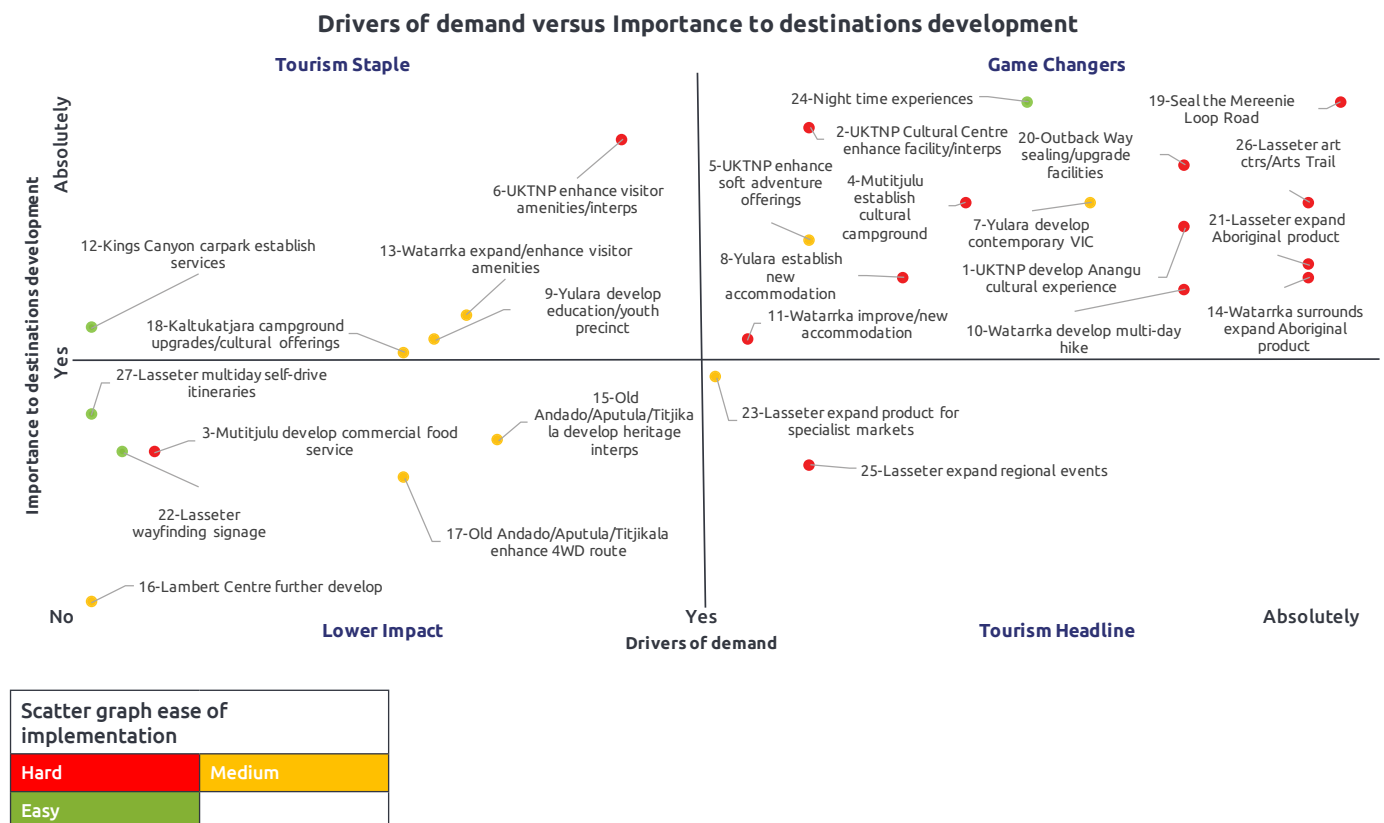 Drivers of demand versus Importance to destinations development
Tourism Staple
Game Changers
Importance to destinations development
Absolutely
Yes
24-Night time experiences
19-Seal the Mereenie
Loop Road
2-UKTNP Cultural Centre
enhance facility/interps
20-Outback Way
sealing/upgrade
facilities
26-Lasseter art
ctrs/Arts Trail
5-UKTNP enhance
soft adventure
offerings
4-Mutitjulu
establish
cultural
campground
6-UKTNP enhance visitor
amenities/interps
7-Yulara develop
contemporary VIC
21-Lasseter expand
Aboriginal product
12-Kings Canyon carpark establish
services
13-Watarrka expand/enhance visitor
amenities
8-Yulara establish
new
accommodation
1-UKTNP develop Anangu
cultural experience
9-Yulara develop
education/youth
precinct
18-Kaltukatjara campground
upgrades/cultural offerings
11-Watarrka improve/new
accommodation
10-Watarrka develop multi-day
hike
14-Watarrka surrounds
expand Aboriginal
product
27-Lasseter multiday self-drive
itineraries
15-Old
Andado/Aputula/Titjika
la develop heritage
interps
23-Lasseter expand product for
specialist markets
3-Mutitjulu develop commercial food
service
25-Lasseter expand regional events
22-Lasseter
wayfinding signage
17-Old Andado/Aputula/Titjikala
enhance 4WD route
16-Lambert Centre further develop
No
Yes
Absolutely
Lower Impact
Drivers of demand
Tourism Headline
Scatter graph ease of
implementation
Hard
Medium
Easy